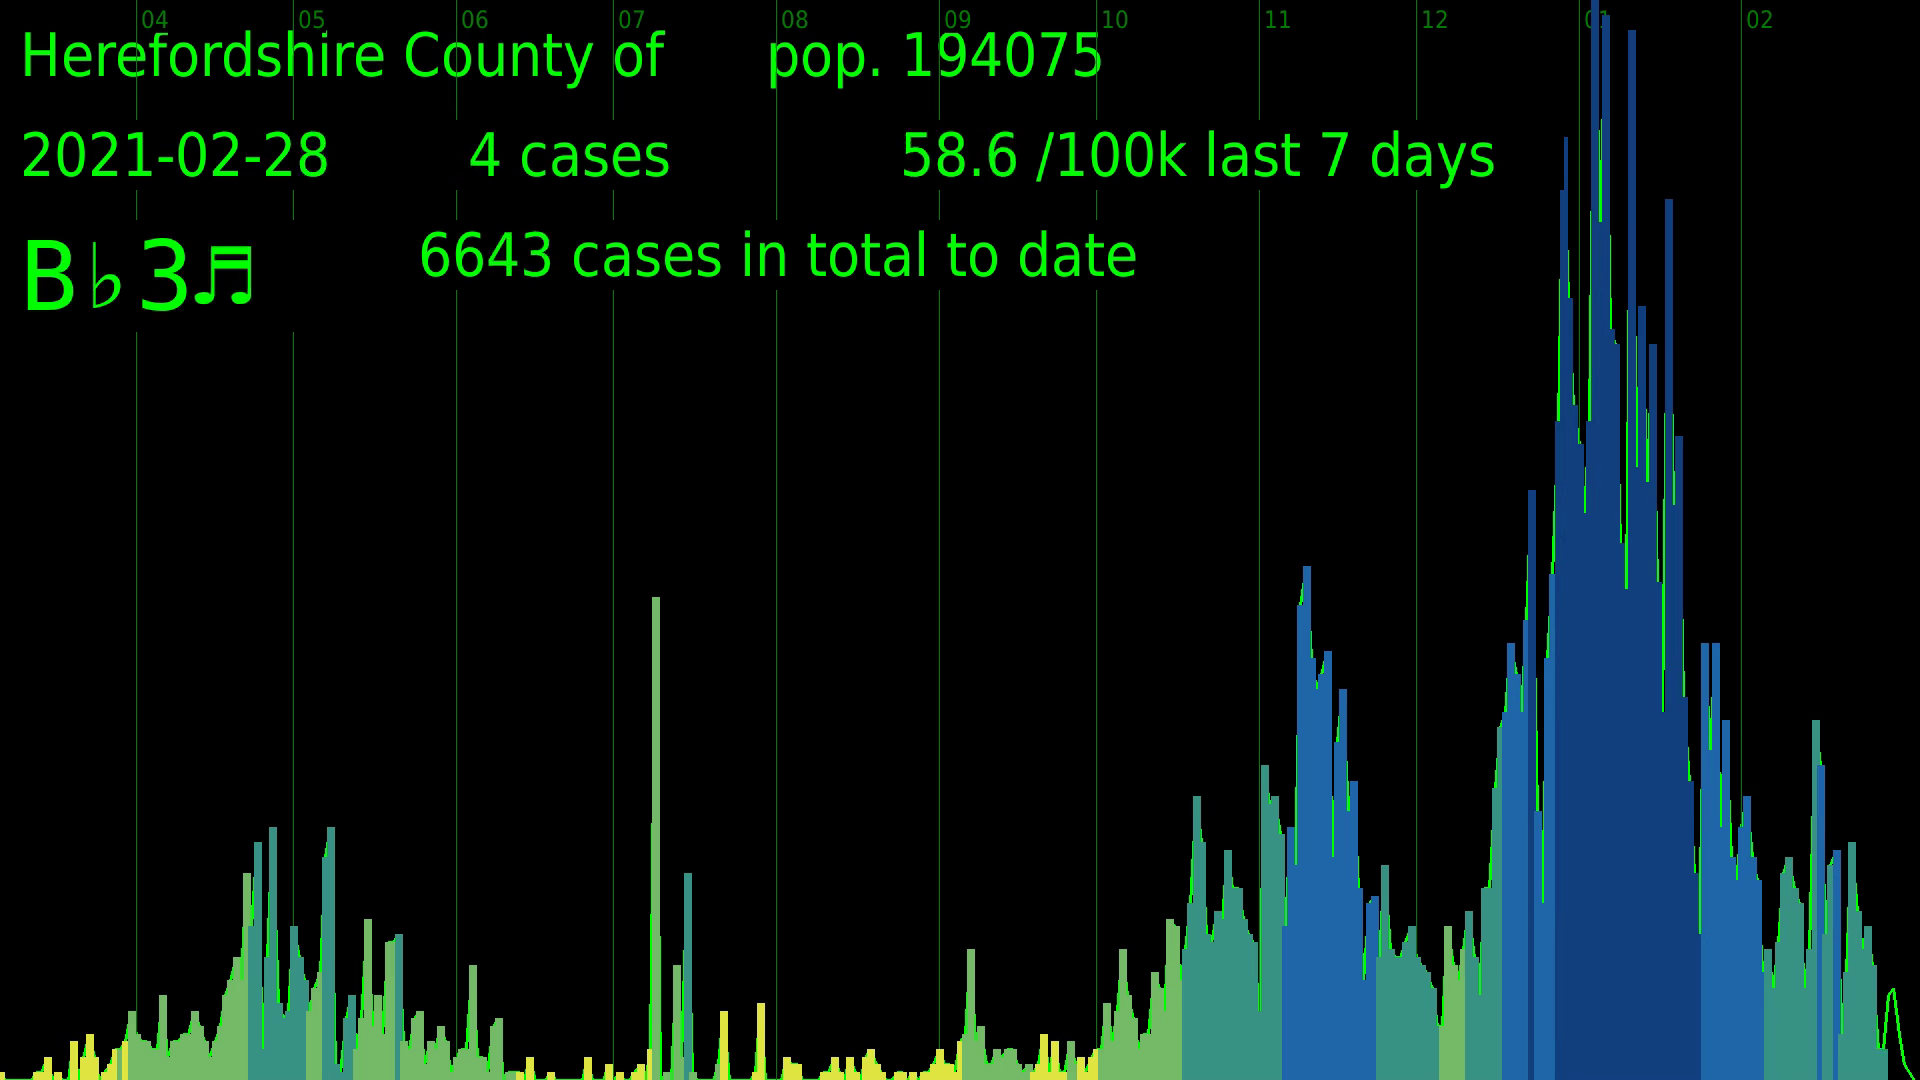 04 05 06 07 08 09 10 11 12 01 02
Herefordshire County of pop. 194075
2021-02-28 4 cases 58.6 /100k last 7 days
B♭3♬ 6643 cases in total to date